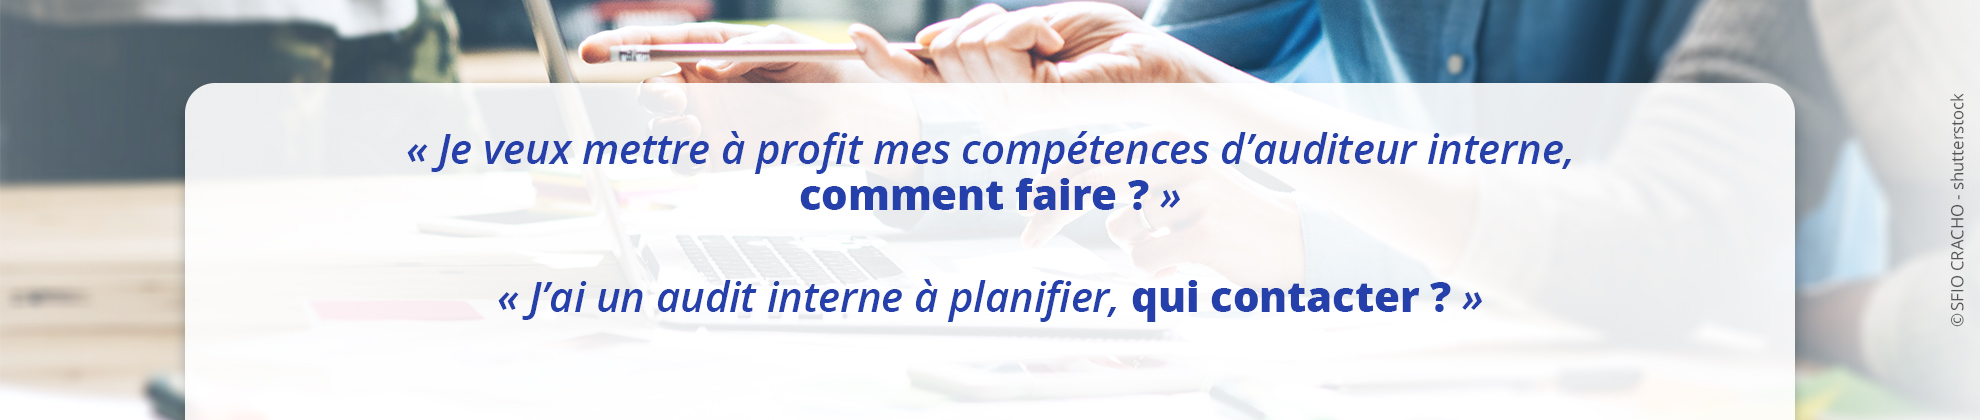 « Je veux mettre à profit mes compétences d’auditeur interne,
comment faire ? »
« J’ai un audit interne à planifier, qui contacter ? »
© SFIO CRACHO - shutterstock